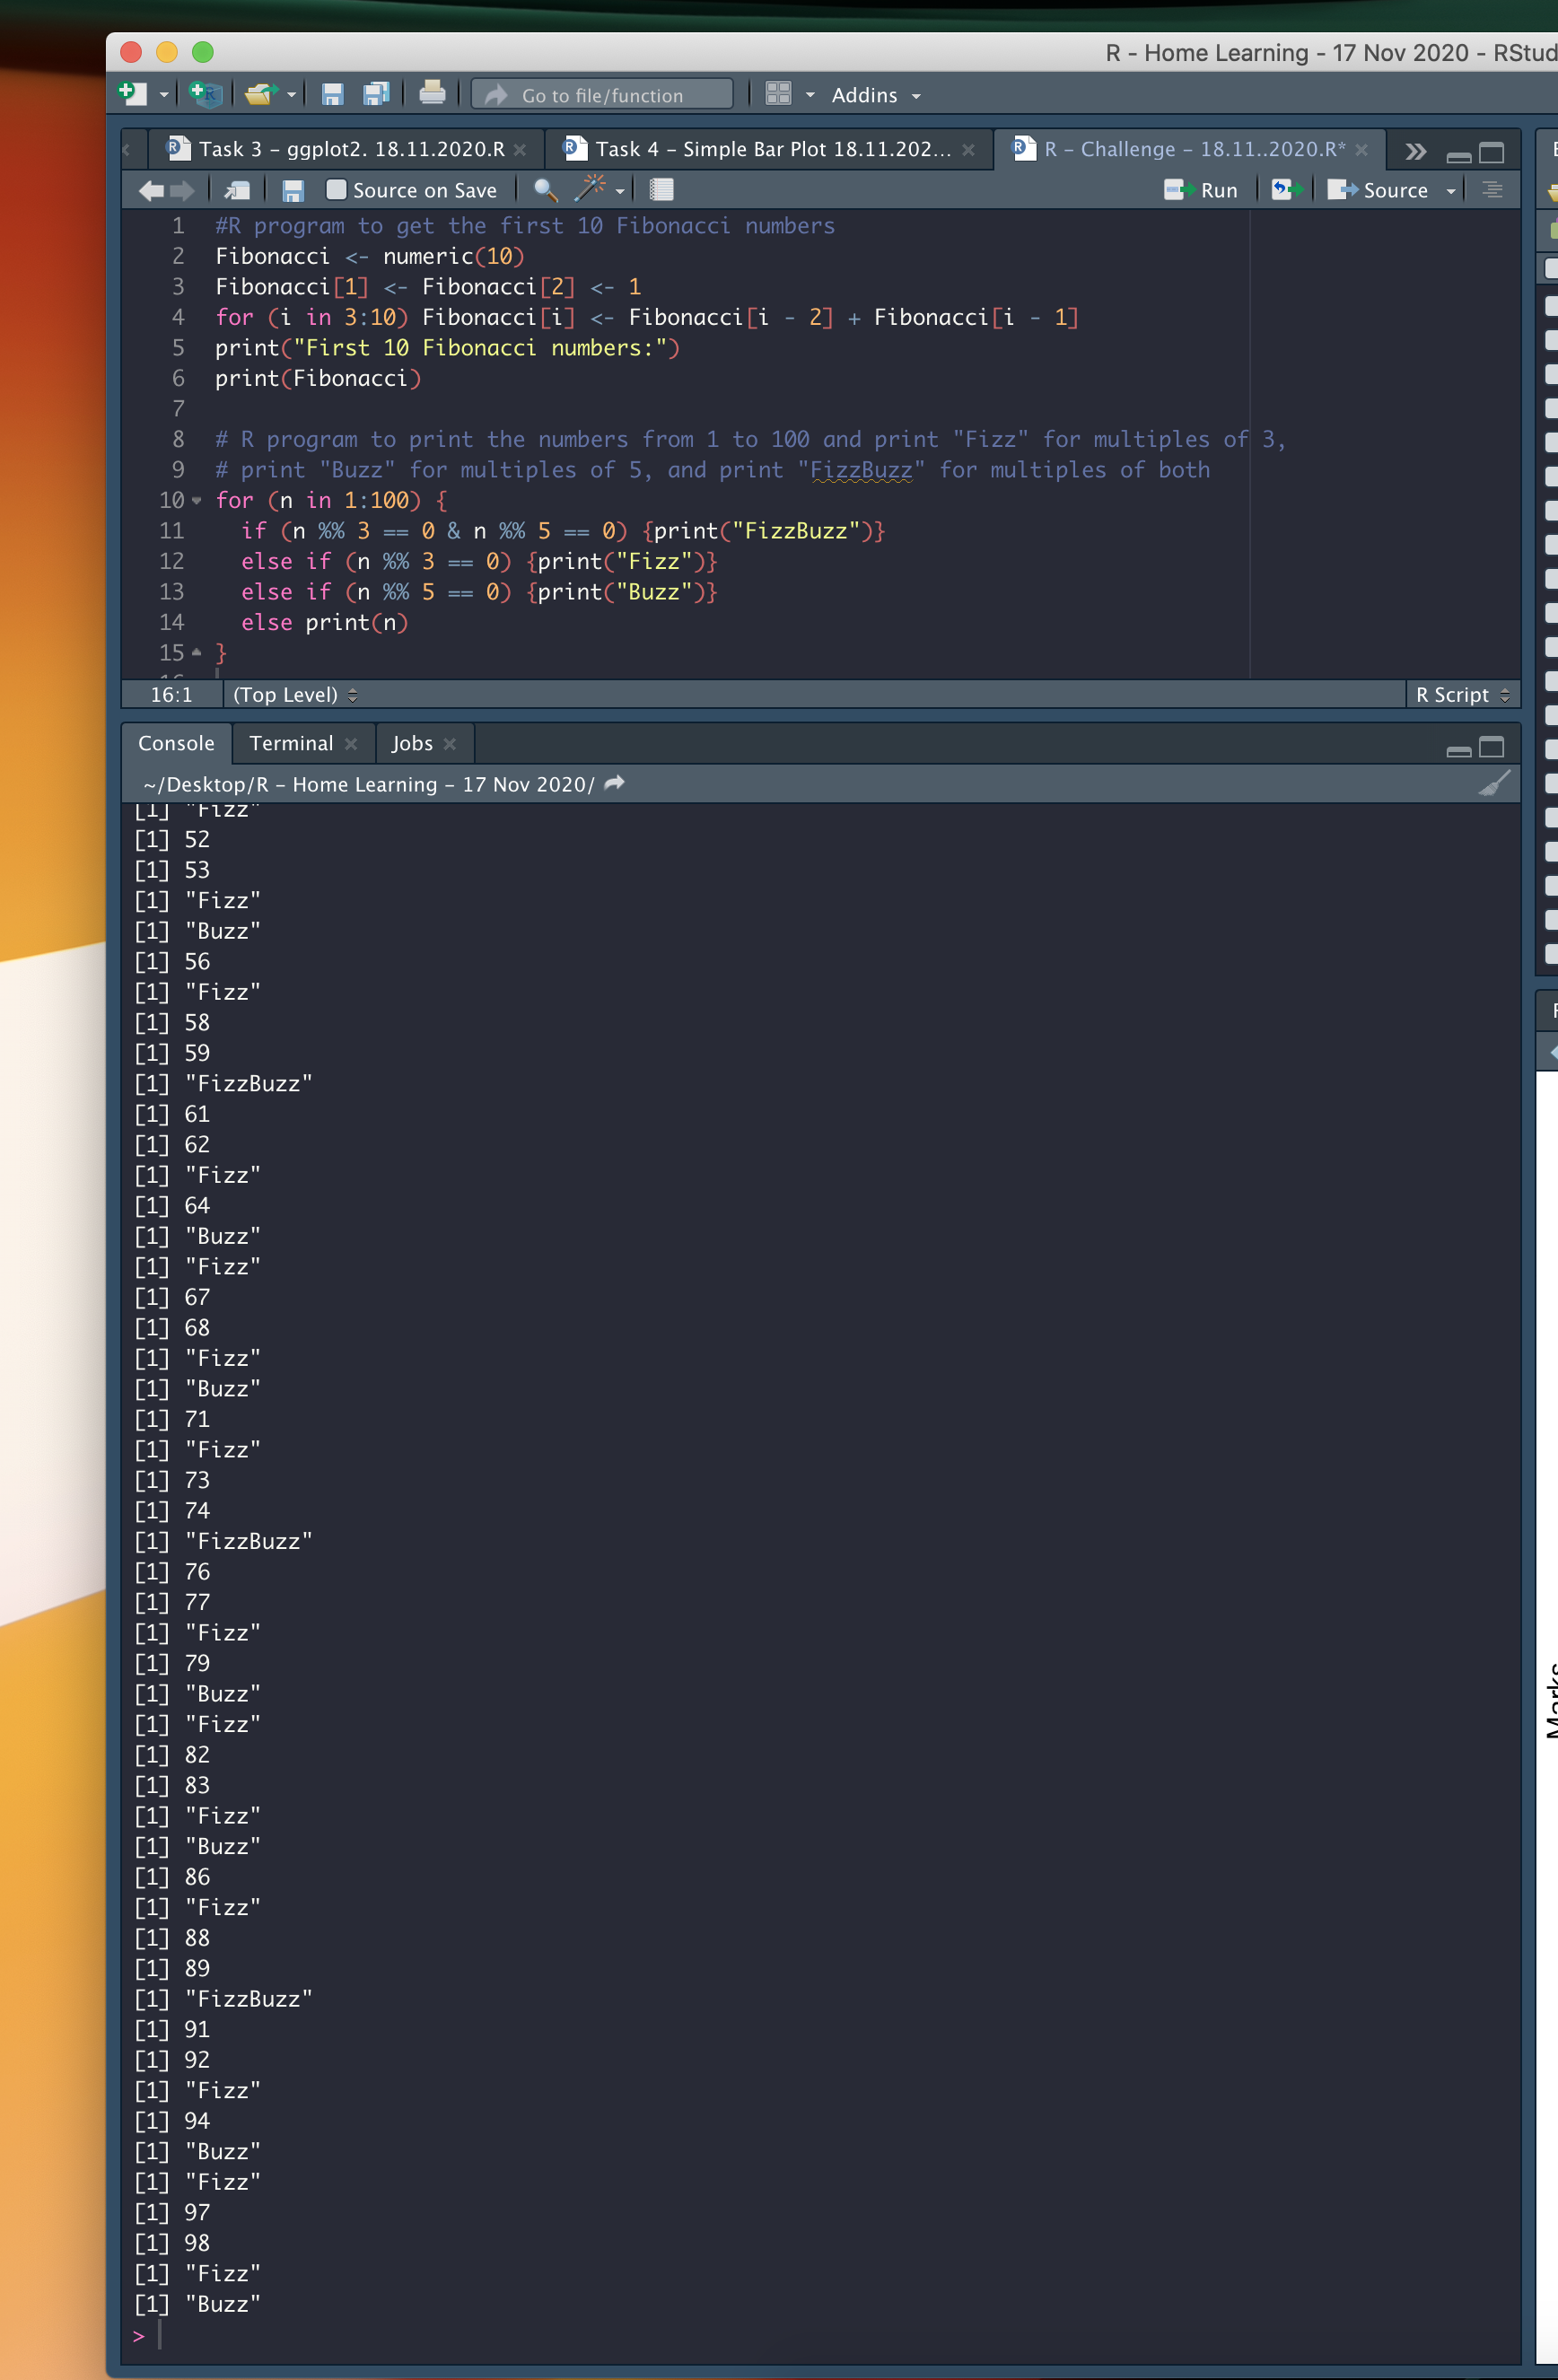 R - Home Learning - 17 Nov 2020 - RStud
Go to file/function
Addins
Task 3 – ggplot2. 18.11.2020.R
Task 4 – Simple Bar Plot 18.11.202...
R – Challenge – 18.11..2020.R*
Source on Save
Run
Source
1 #R program to get the first 10 Fibonacci numbers
2 Fibonacci <- numeric(10)
3 Fibonacci[1] <- Fibonacci[2] <- 1
4 for (i in 3:10) Fibonacci[i] <- Fibonacci[i - 2] + Fibonacci[i - 1]
5 print("First 10 Fibonacci numbers:")
6 print(Fibonacci)
7
8 # R program to print the numbers from 1 to 100 and print "Fizz" for multiples of 3,
9 # print "Buzz" for multiples of 5, and print "FizzBuzz" for multiples of both
10 for (n in 1:100) {
11 if (n %% 3 == 0 & n %% 5 == 0) {print("FizzBuzz")}
12 else if (n %% 3 == 0) {print("Fizz")}
13 else if (n %% 5 == 0) {print("Buzz")}
14 else print(n)
15 }
16:1 (Top Level) R Script
Console Terminal Jobs
~/Desktop/R – Home Learning – 17 Nov 2020/
[1] "Fizz"
[1] 52
[1] 53
[1] "Fizz"
[1] "Buzz"
[1] 56
[1] "Fizz"
[1] 58
[1] 59
[1] "FizzBuzz"
[1] 61
[1] 62
[1] "Fizz"
[1] 64
[1] "Buzz"
[1] "Fizz"
[1] 67
[1] 68
[1] "Fizz"
[1] "Buzz"
[1] 71
[1] "Fizz"
[1] 73
[1] 74
[1] "FizzBuzz"
[1] 76
[1] 77
[1] "Fizz"
[1] 79
[1] "Buzz"
[1] "Fizz"
[1] 82
[1] 83
[1] "Fizz"
[1] "Buzz"
[1] 86
[1] "Fizz"
[1] 88
[1] 89
[1] "FizzBuzz"
[1] 91
[1] 92
[1] "Fizz"
[1] 94
[1] "Buzz"
[1] "Fizz"
[1] 97
[1] 98
[1] "Fizz"
[1] "Buzz"
>
Marks